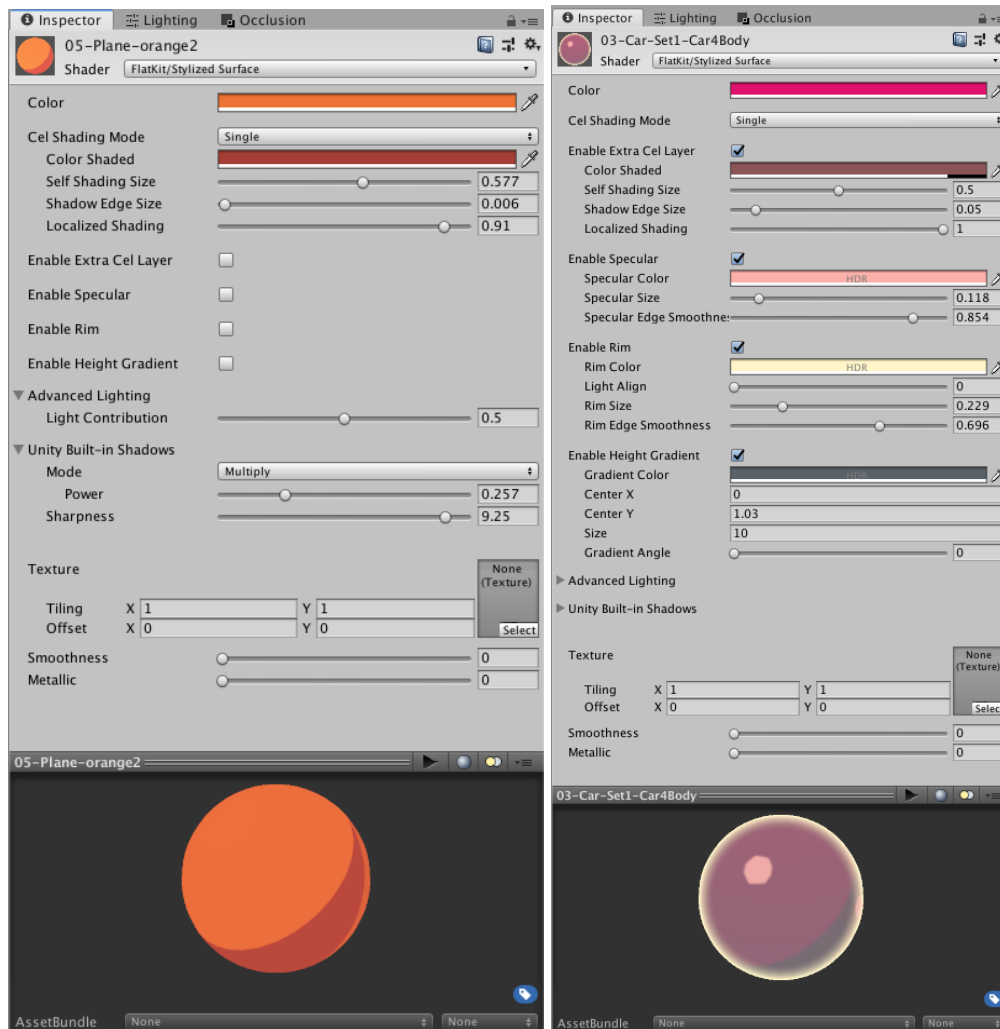 Inspector Lighting Occlusion
05-Plane-orange2
Shader FlatKit/Stylized Surface
Color
Cel Shading Mode Single
Color Shaded
Self Shading Size 0.577
Shadow Edge Size 0.006
Localized Shading 0.91
Enable Extra Cel Layer
Enable Specular
Enable Rim
Enable Height Gradient
Advanced Lighting
Light Contribution 0.5
Unity Built-in Shadows
Mode Multiply
Power 0.257
Sharpness 9.25
Texture None
(Texture)
Tiling X 1 Y 1
Offset X 0 Y 0 Select
Smoothness 0
Metallic 0
05-Plane-orange2
AssetBundle None None
Inspector Lighting Occlusion
03-Car-Set1-Car4Body
Shader FlatKit/Stylized Surface
Color
Cel Shading Mode Single
Enable Extra Cel Layer
Color Shaded
Self Shading Size 0.5
Shadow Edge Size 0.05
Localized Shading 1
Enable Specular
Specular Color HDR
Specular Size 0.118
Specular Edge Smoothne 0.854
Enable Rim
Rim Color HDR
Light Align 0
Rim Size 0.229
Rim Edge Smoothness 0.696
Enable Height Gradient
Gradient Color HDR
Center X 0
Center Y 1.03
Size 10
Gradient Angle 0
Advanced Lighting
Unity Built-in Shadows
Texture None
(Texture)
Tiling X 1 Y 1
Offset X 0 Y 0 Selec
Smoothness 0
Metallic 0
03-Car-Set1-Car4Body
AssetBundle None None